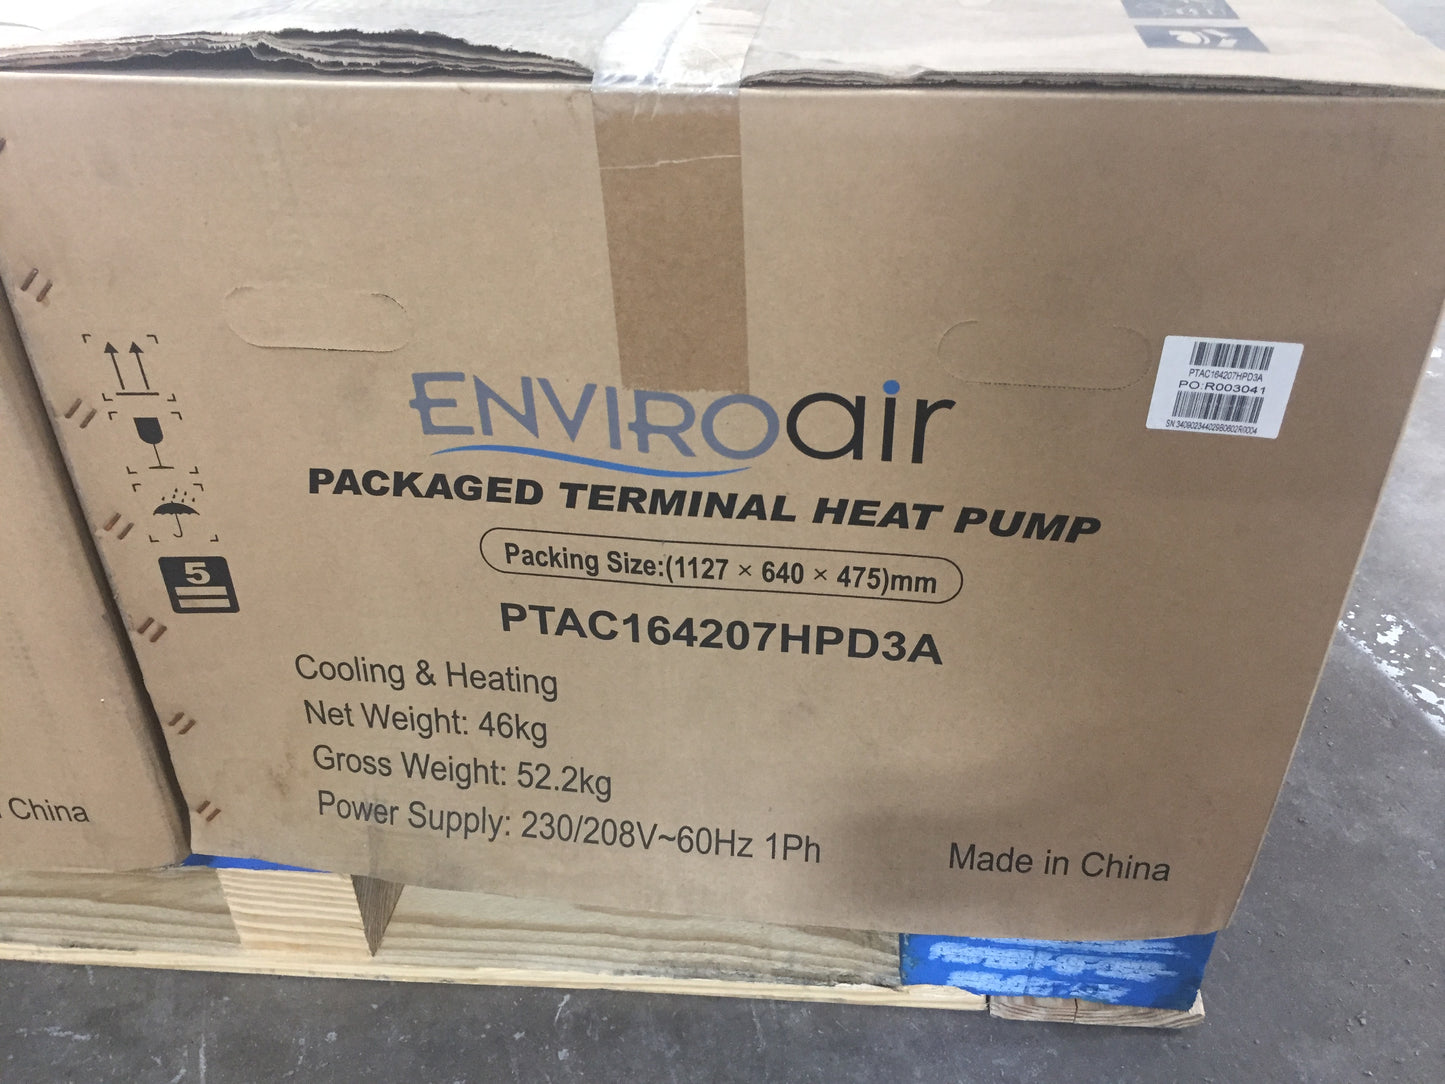 ENVIROair
PACKAGED TERMINAL HEAT PUMP
Packing Size:(1127 × 640 × 475)mm
PTAC164207HPD3A
Cooling & Heating
Net Weight: 46kg
Gross Weight: 52.2kg
Power Supply: 230/208V~60Hz 1Ph
Made in China
5
PTAC164207HPD3A
PO:R003041
China